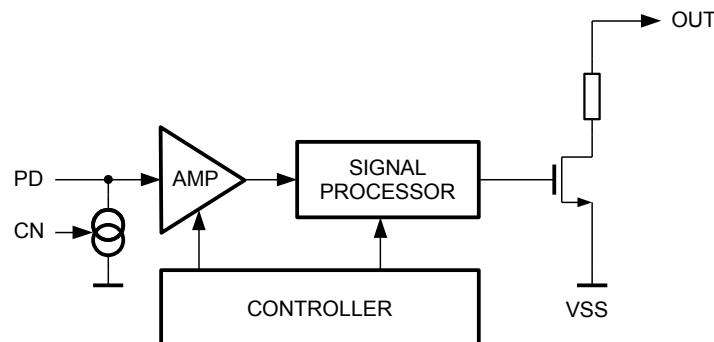 OUT
PD
AMP
SIGNAL
PROCESSOR
CN
CONTROLLER
VSS